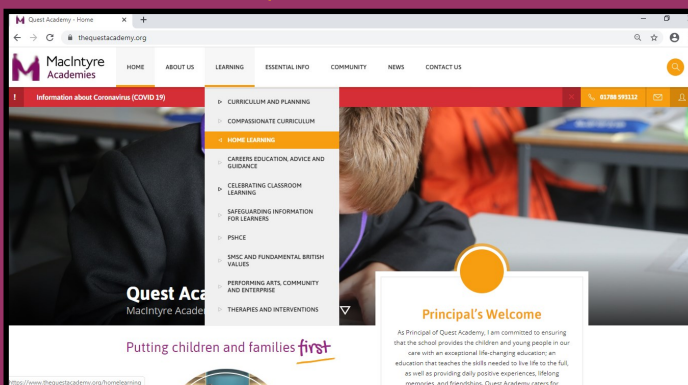 Quest Academy - Home
thequestacademy.org
MacIntyre
Academies
HOME
ABOUT US
LEARNING
ESSENTIAL INFO
COMMUNITY
NEWS
CONTACT US
! Information about Coronavirus (COVID 19)
01788 593112
CURRICULUM AND PLANNING
COMPASSIONATE CURRICULUM
HOME LEARNING
CAREERS EDUCATION, ADVICE AND
GUIDANCE
CELEBRATING CLASSROOM
LEARNING
SAFEGUARDING INFORMATION
FOR LEARNERS
PSHCE
SMSC AND FUNDAMENTAL BRITISH
VALUES
PERFORMING ARTS, COMMUNITY
AND ENTERPRISE
THERAPIES AND INTERVENTIONS
Quest Aca
MacIntyre Acade
Putting children and families first
Principal's Welcome
As Principal of Quest Academy, I am committed to ensuring
that the school provides the children and young people in our
care with an exceptional life-changing education; an
education that teaches the skills needed to live life to the full,
as well as providing daily positive experiences, lifelong
memories, and friendships. Quest Academy caters for
https://www.thequestacademy.org/homelearning